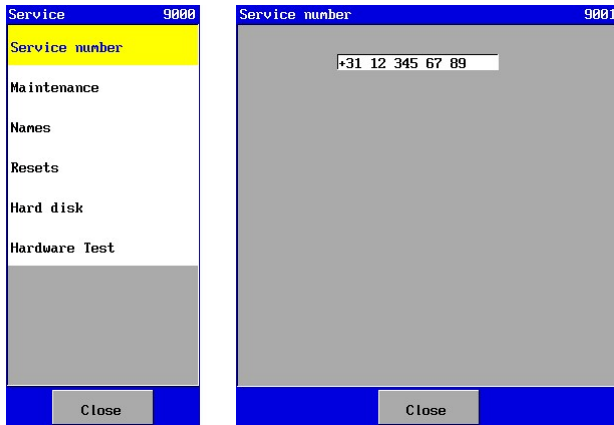 Service 9000
Service number
Maintenance
Names
Resets
Hard disk
Hardware Test
Close
Service number 9001
+31 12 345 67 89
Close